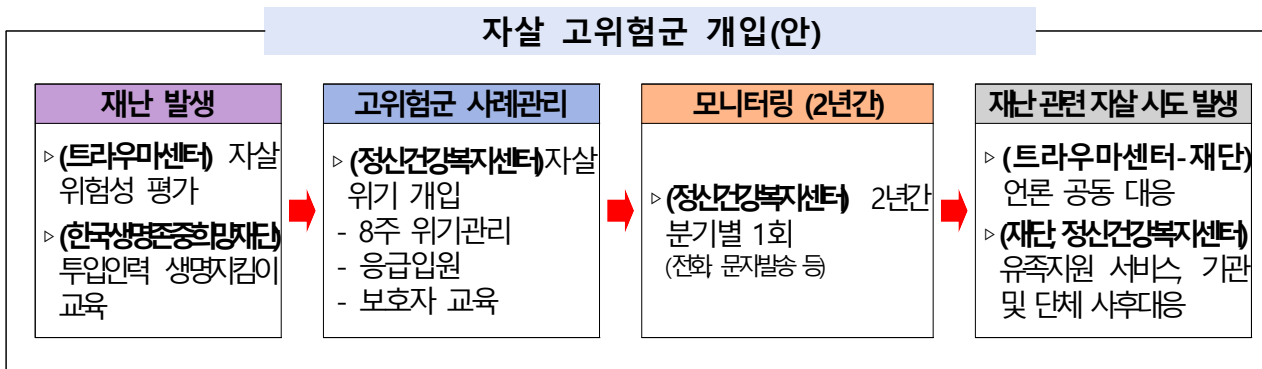 자살 고위험군 개입(안)
재난 발생
▹(트라우마센터) 자살
위험성 평가
▹(한국생명존중희망재단)
투입인력 생명지킴이
교육
고위험군 사례관리
▹(정신건강복지센터)자살
위기 개입
- 8주 위기관리
- 응급입원
- 보호자 교육
모니터링 (2년간)
▹(정신건강복지센터) 2년간
분기별 1회
(전화, 문자발송 등)
재난 관련 자살 시도 발생
▹(트라우마센터-재단)
언론 공동 대응
▹(재단, 정신건강복지센터)
유족지원 서비스, 기관
및 단체 사후대응